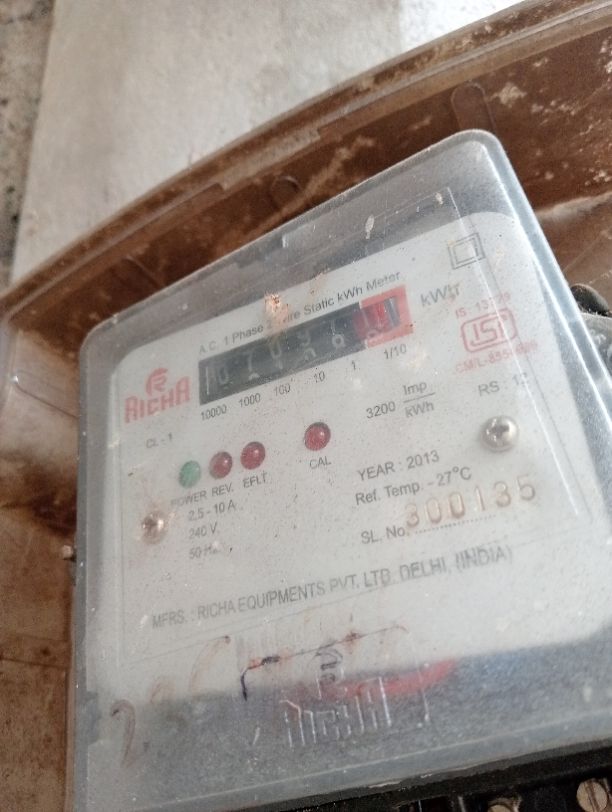 A.C. 1 Phase 2 Wire Static kWh Meter
kWh
IS 13779
RICHA
10000 1000 100 10 1 1/10
3200 Imp/kWh
RS : 12
CL - 1
POWER REV. EFLT CAL
2.5 - 10 A
240 V.
50 Hz
YEAR : 2013
Ref. Temp. - 27°C
SL. No. 300135
MFRS. : RICHA EQUIPMENTS PVT. LTD. DELHI, (INDIA)
RICHA